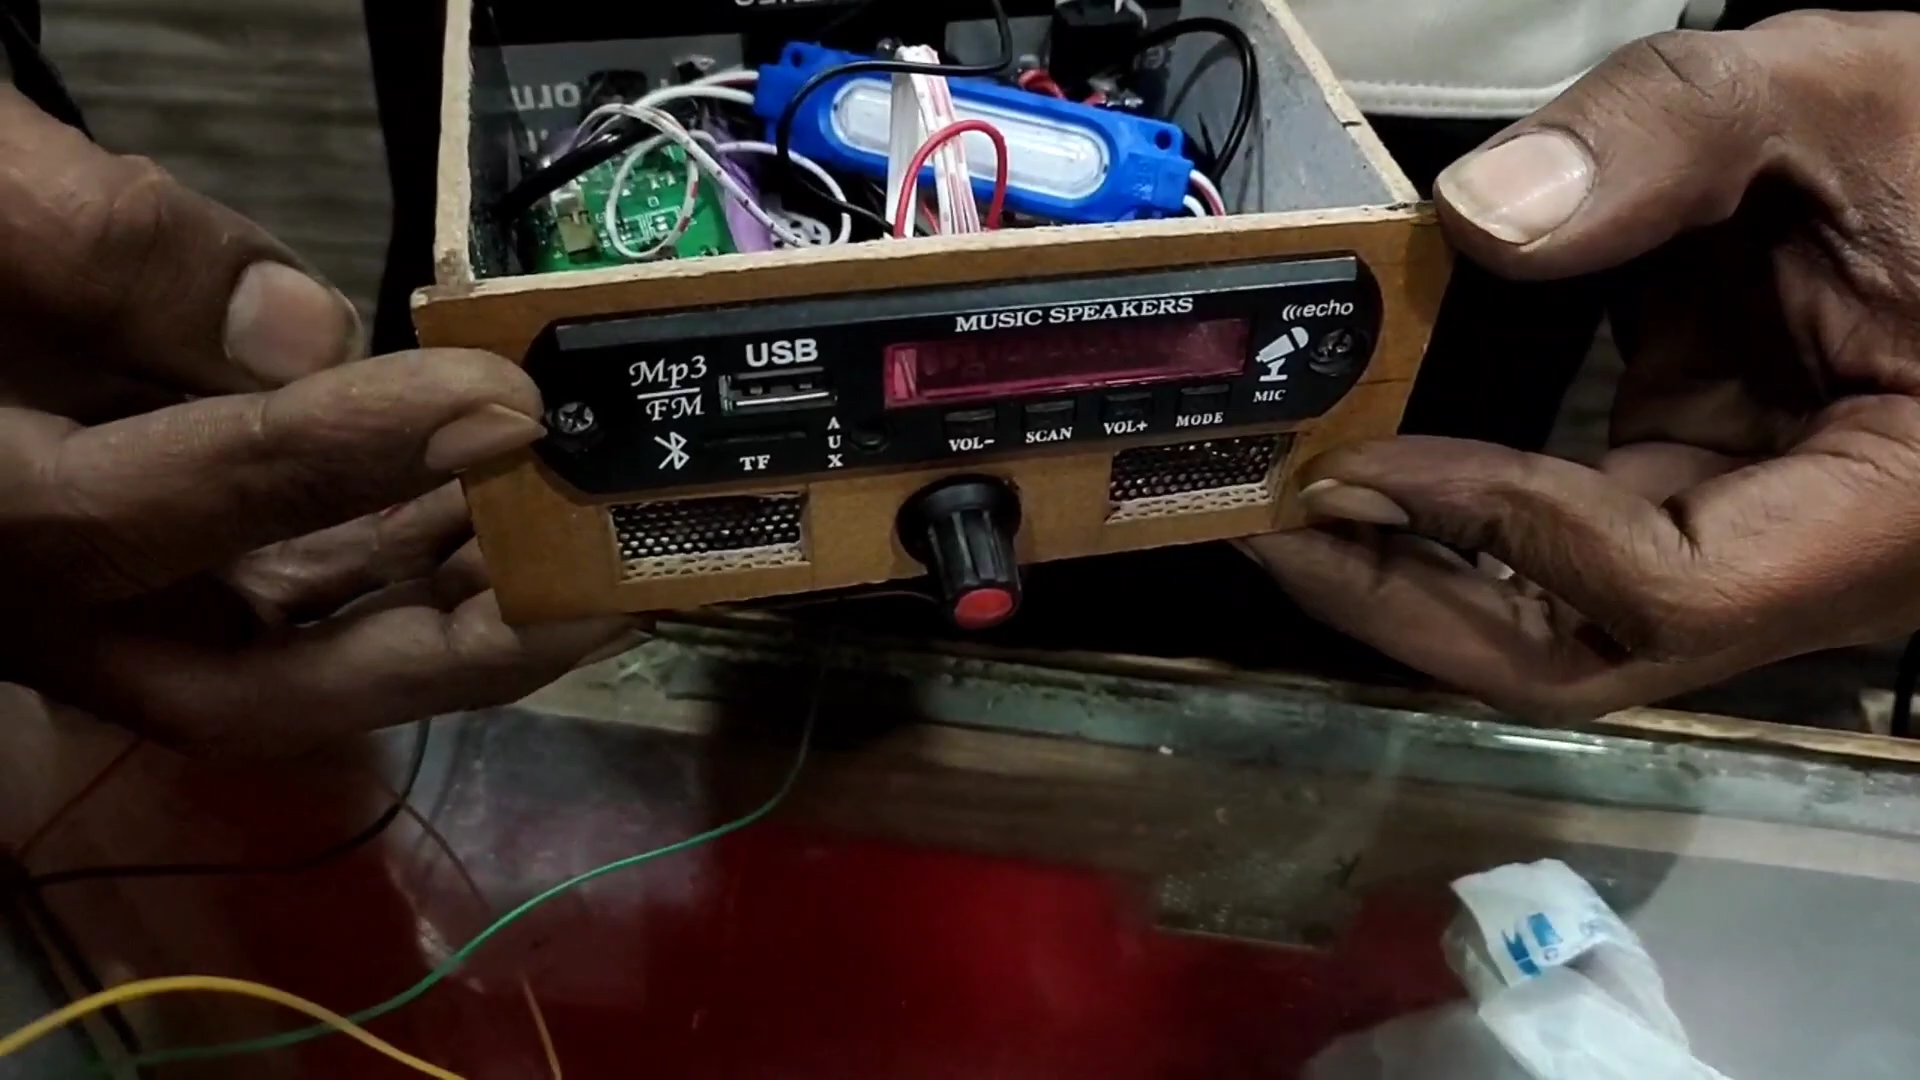 MUSIC SPEAKERS
echo
Mp3
FM
USB
TF
AUX
VOL-
SCAN
VOL+
MODE
MIC